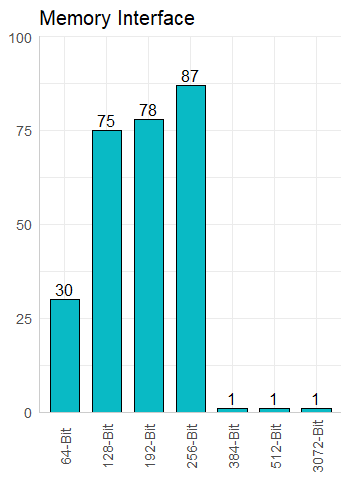 Memory Interface
100
75
50
25
0
30
75
78
87
1
1
1
64-Bit
128-Bit
192-Bit
256-Bit
384-Bit
512-Bit
3072-Bit